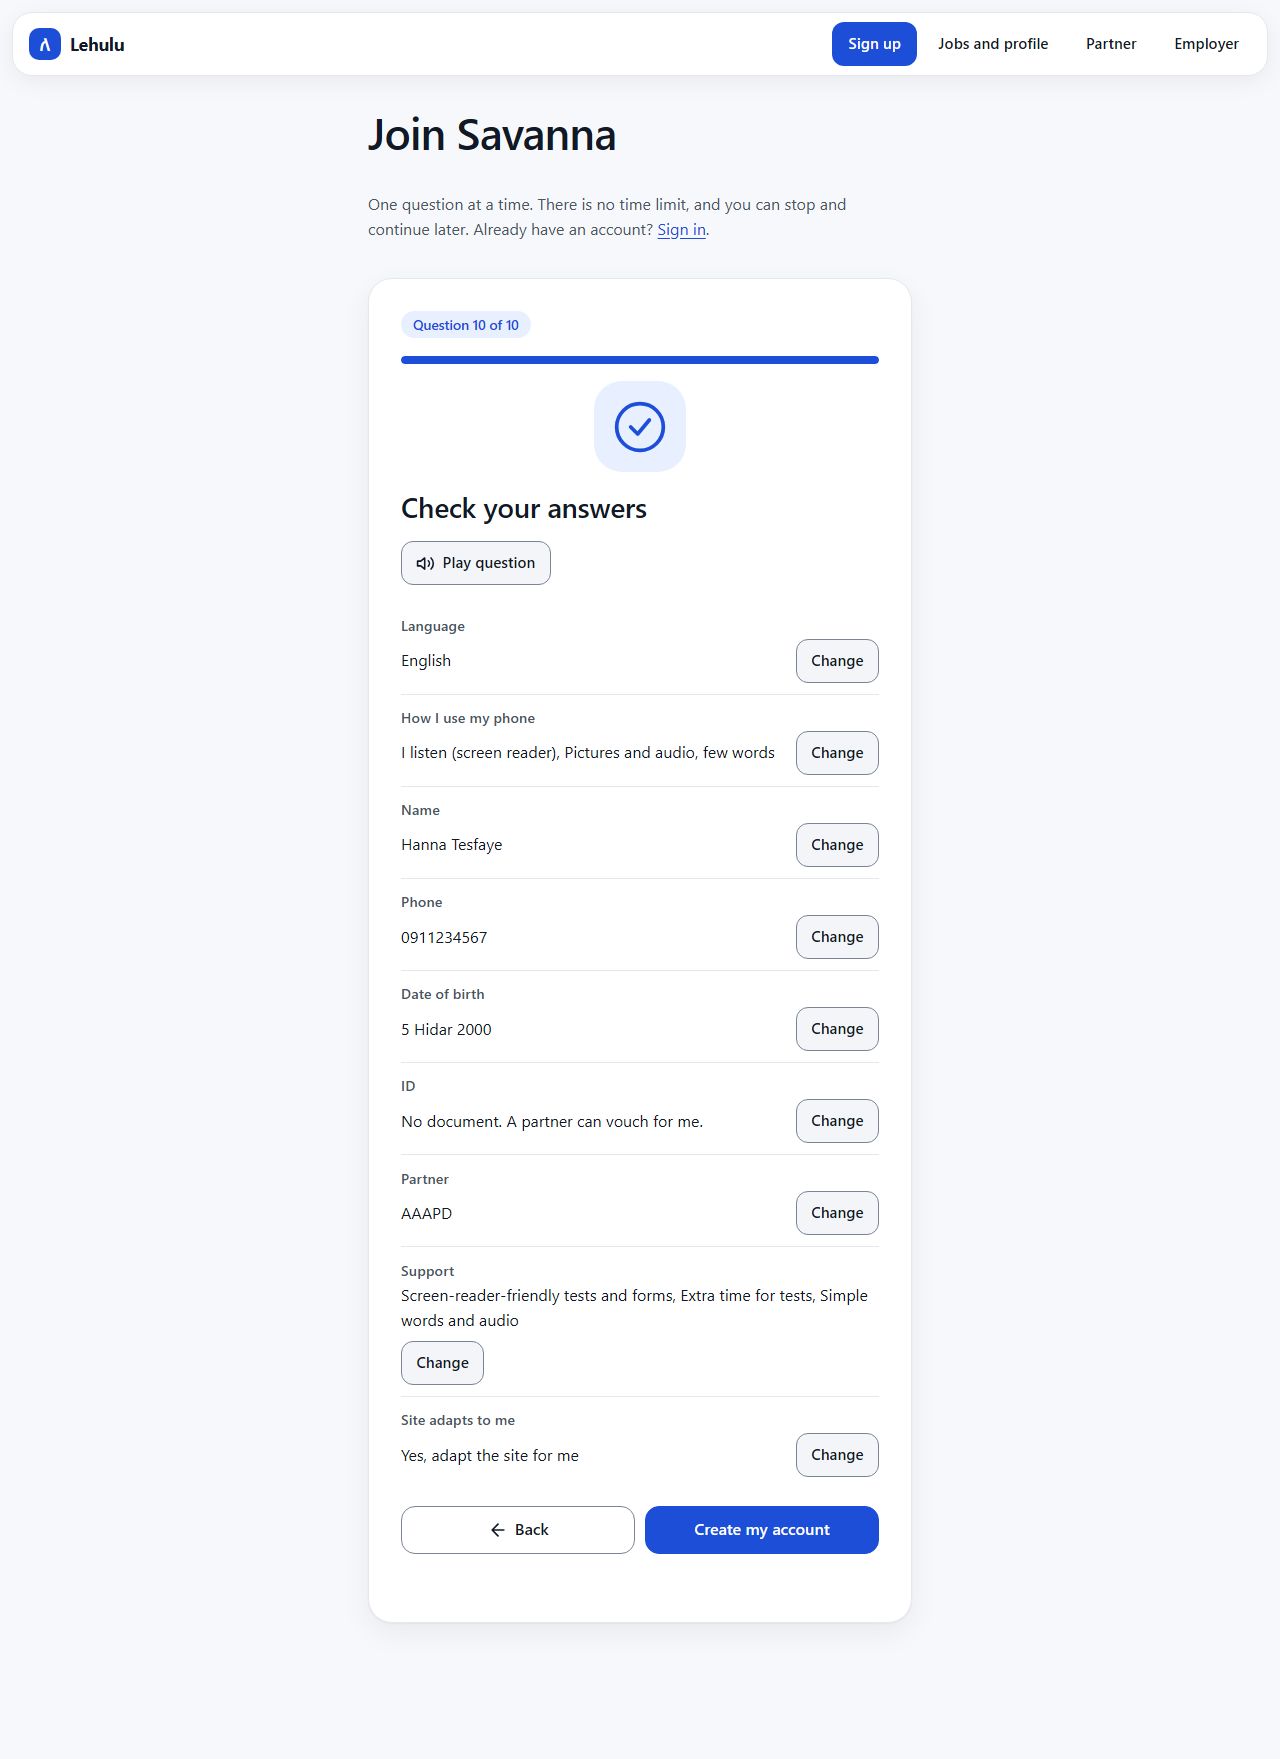 Lehulu
Sign up
Jobs and profile
Partner
Employer
Join Savanna
One question at a time. There is no time limit, and you can stop and
continue later. Already have an account? Sign in.
Question 10 of 10
Check your answers
Play question
Language
English
Change
How I use my phone
I listen (screen reader), Pictures and audio, few words
Change
Name
Hanna Tesfaye
Change
Phone
0911234567
Change
Date of birth
5 Hidar 2000
Change
ID
No document. A partner can vouch for me.
Change
Partner
AAAPD
Change
Support
Screen-reader-friendly tests and forms, Extra time for tests, Simple
words and audio
Change
Site adapts to me
Yes, adapt the site for me
Change
Back
Create my account